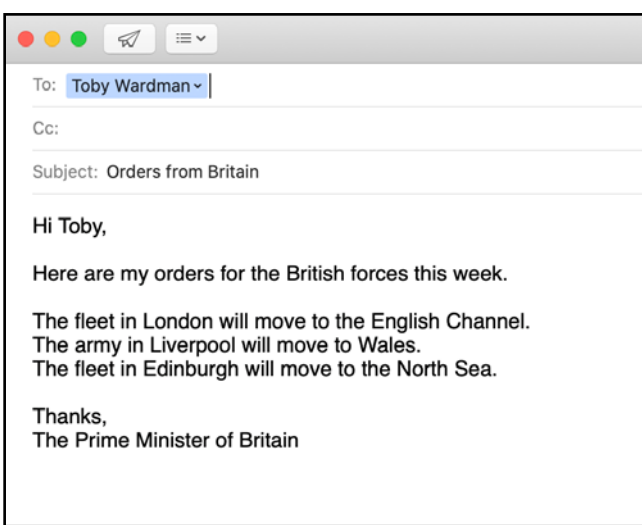 To: Toby Wardman
Cc:
Subject: Orders from Britain
Hi Toby,
Here are my orders for the British forces this week.
The fleet in London will move to the English Channel.
The army in Liverpool will move to Wales.
The fleet in Edinburgh will move to the North Sea.
Thanks,
The Prime Minister of Britain